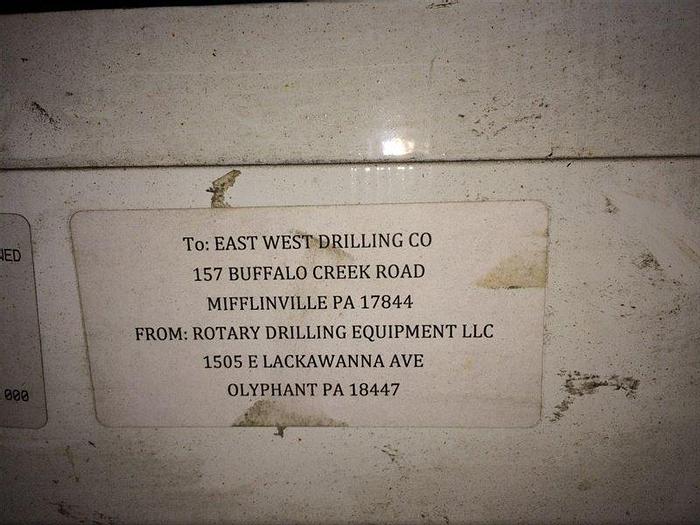 To: EAST WEST DRILLING CO
157 BUFFALO CREEK ROAD
MIFFLINVILLE PA 17844
FROM: ROTARY DRILLING EQUIPMENT LLC
1505 E LACKAWANNA AVE
OLYPHANT PA 18447
000